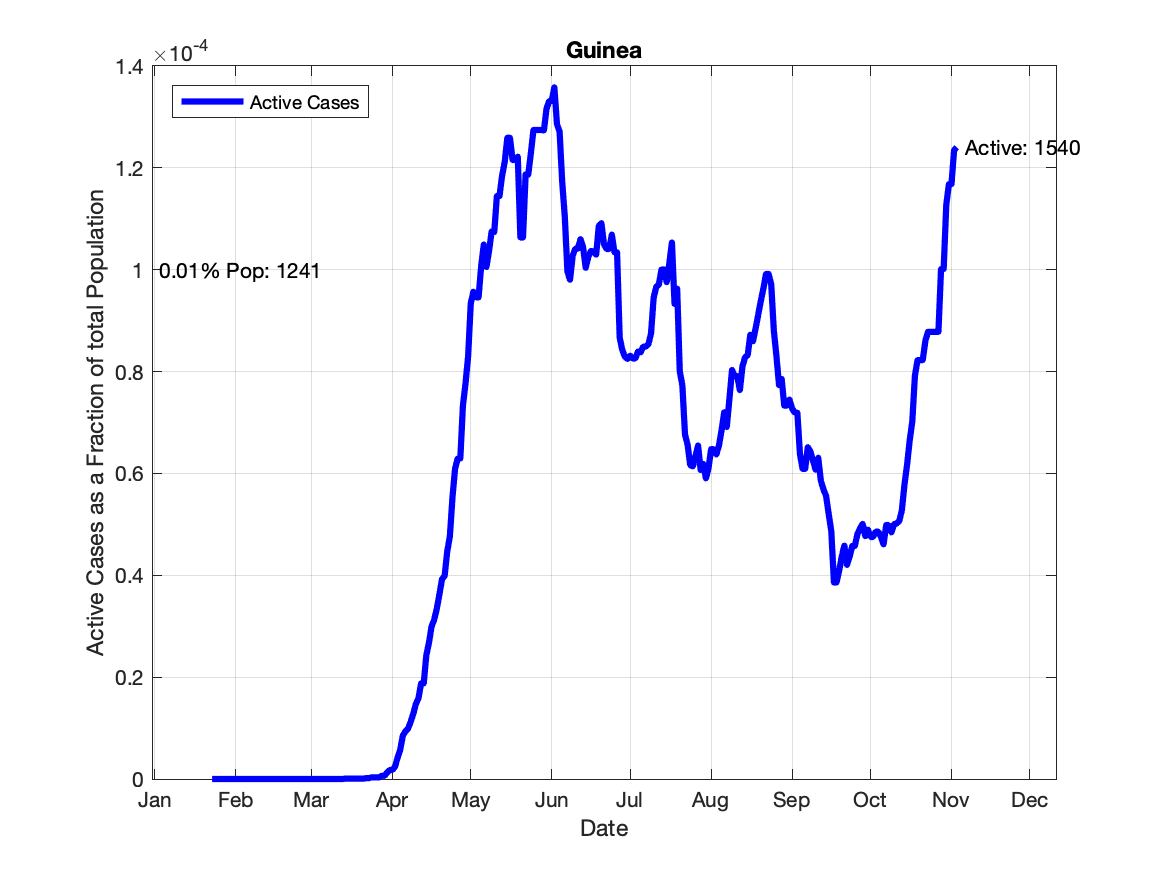 Guinea
×10-4
1.4
Active Cases
1.2
Active: 1540
1
0.01% Pop: 1241
0.8
0.6
0.4
0.2
0
Active Cases as a Fraction of total Population
Jan Feb Mar Apr May Jun Jul Aug Sep Oct Nov Dec
Date